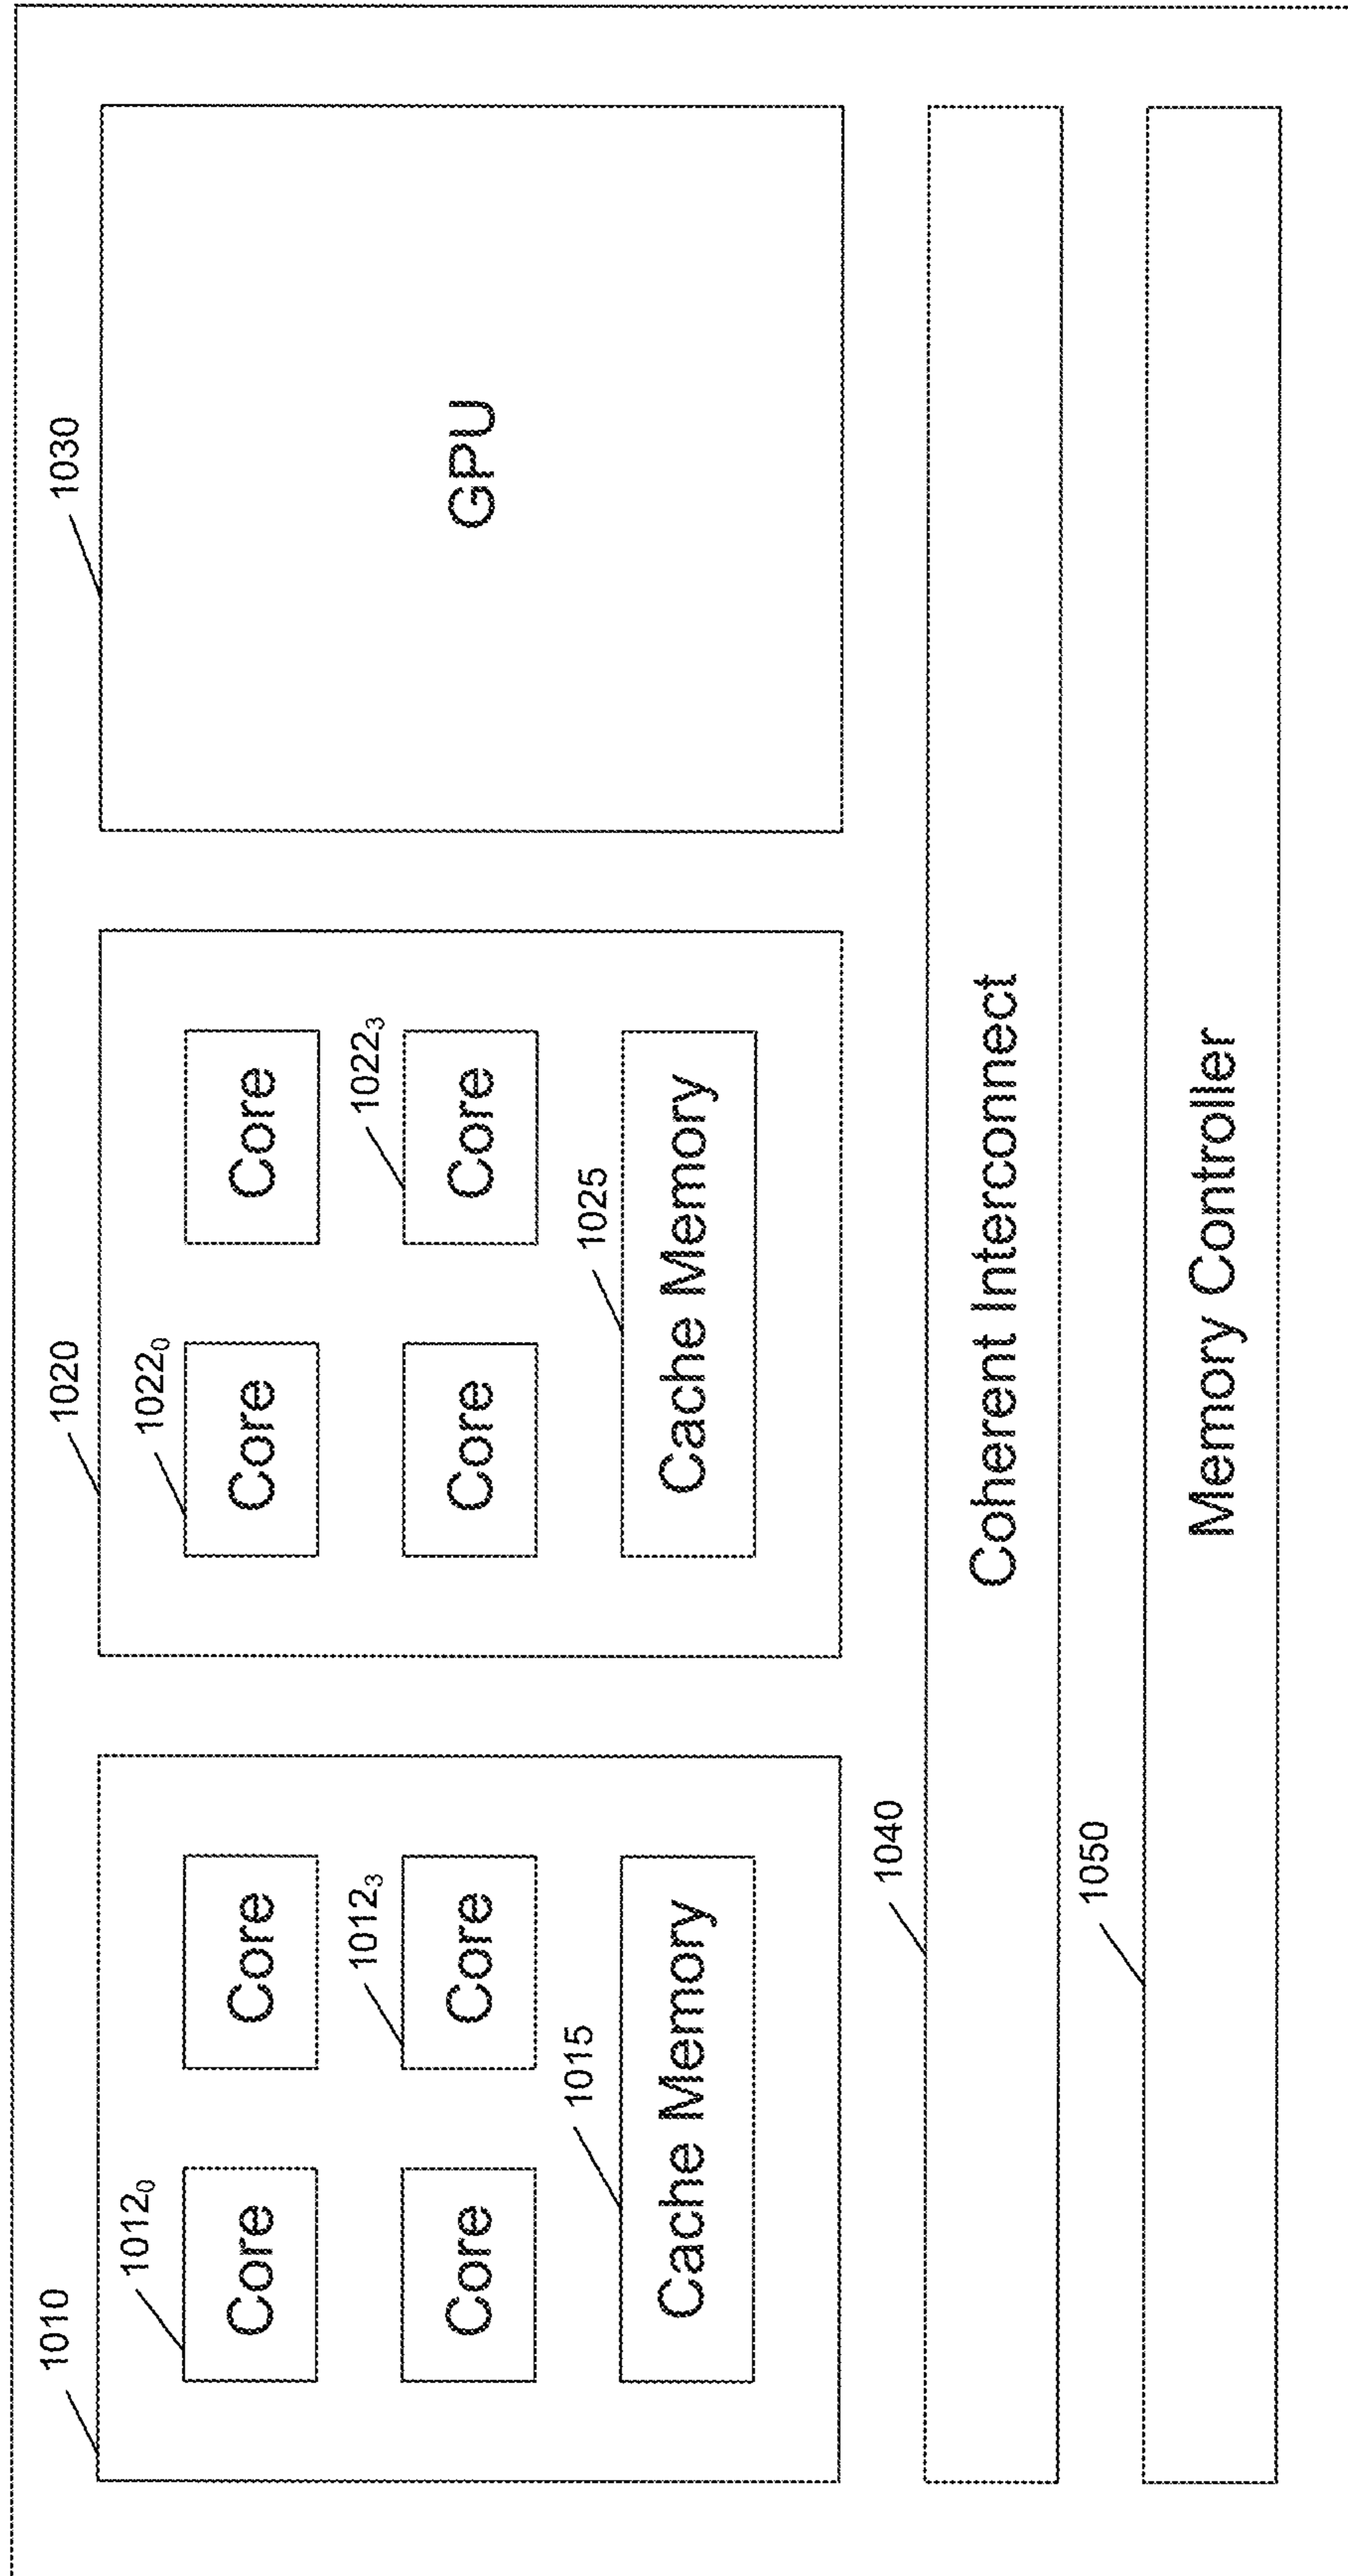 1010
1012₀
Core
Core
Core
1012₃
Core
1015
Cache Memory
1020
1022₀
Core
Core
Core
1022₃
Core
1025
Cache Memory
1030
GPU
1040
Coherent Interconnect
1050
Memory Controller